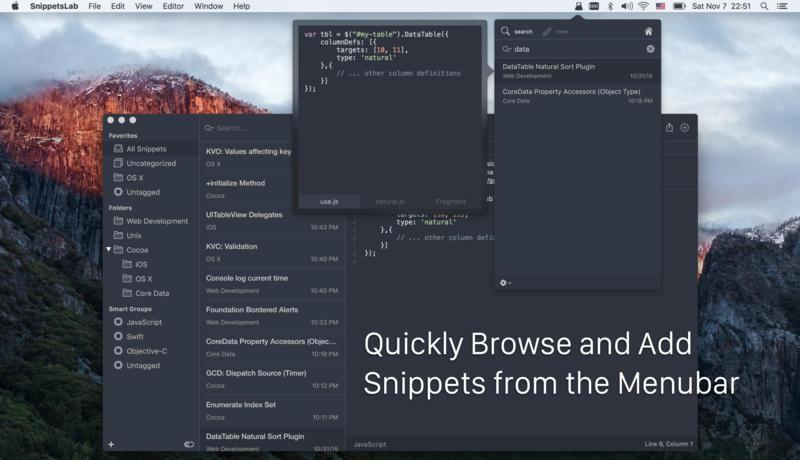 SnippetsLab File Edit View Editor Window Help
Sat Nov 7 22:51
var tbl = $("#my-table").DataTable({
columnDefs: [{
targets: [10, 11],
type: 'natural'
},{
// ... other column definitions
}]
});
use.js natural.js Fragment
search new
data
DataTable Natural Sort Plugin
Web Development 10/31/15
CoreData Property Accessors (Object Type)
Core Data 10:18 PM
Favorites
All Snippets
Uncategorized
OS X
Untagged
Folders
Web Development
Unix
Cocoa
iOS
OS X
Core Data
Smart Groups
JavaScript
Swift
Objective-C
Untagged
Search...
KVO: Values affecting key
OS X
+initialize Method
Cocoa
UITableView Delegates
iOS 10:43 PM
KVC: Validation
OS X 10:40 PM
Console log current time
Web Development 10:40 PM
Foundation Bordered Alerts
Web Development 10:33 PM
CoreData Property Accessors (Objec...
Core Data 10:18 PM
GCD: Dispatch Source (Timer)
Cocoa 10:12 PM
Enumerate Index Set
Cocoa 10:11 PM
DataTable Natural Sort Plugin
Web Development 10/31/15
targets: [10, 11],
type: 'natural'
},{
// ... other column defin
}]
});
Quickly Browse and Add
Snippets from the Menubar
JavaScript Line 9, Column 1